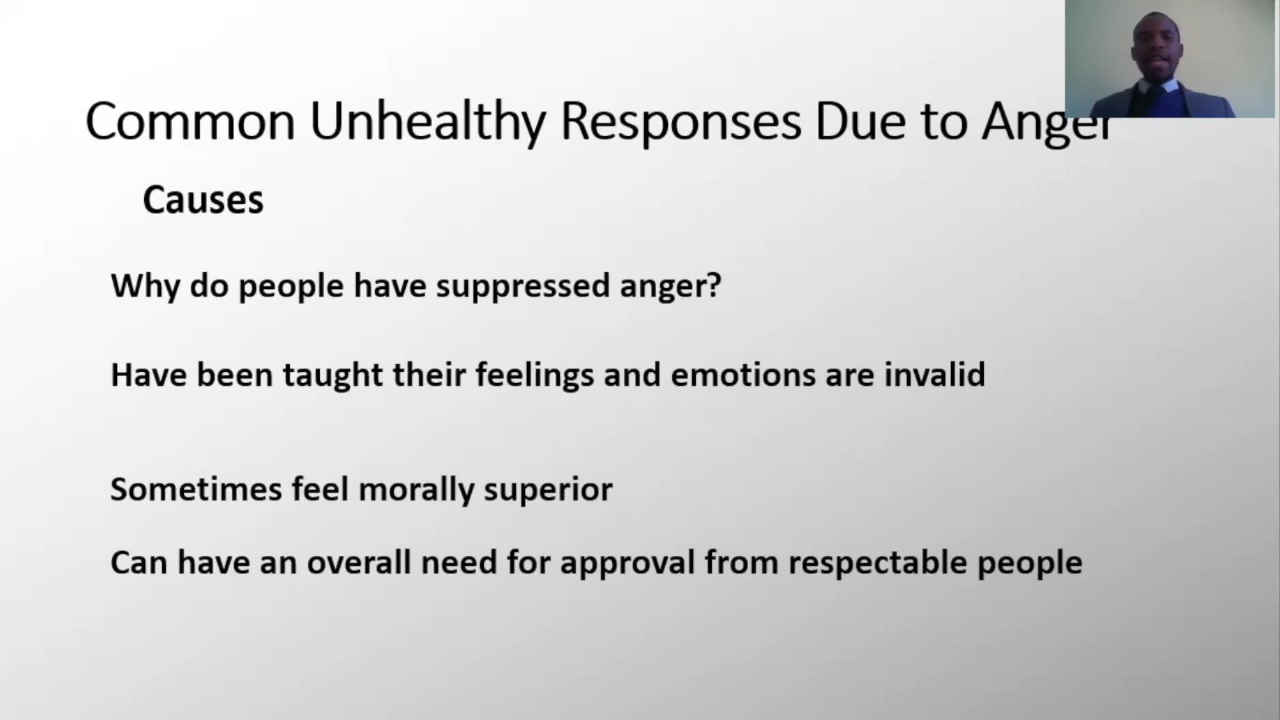 Common Unhealthy Responses Due to Anger
Causes
Why do people have suppressed anger?
Have been taught their feelings and emotions are invalid
Sometimes feel morally superior
Can have an overall need for approval from respectable people